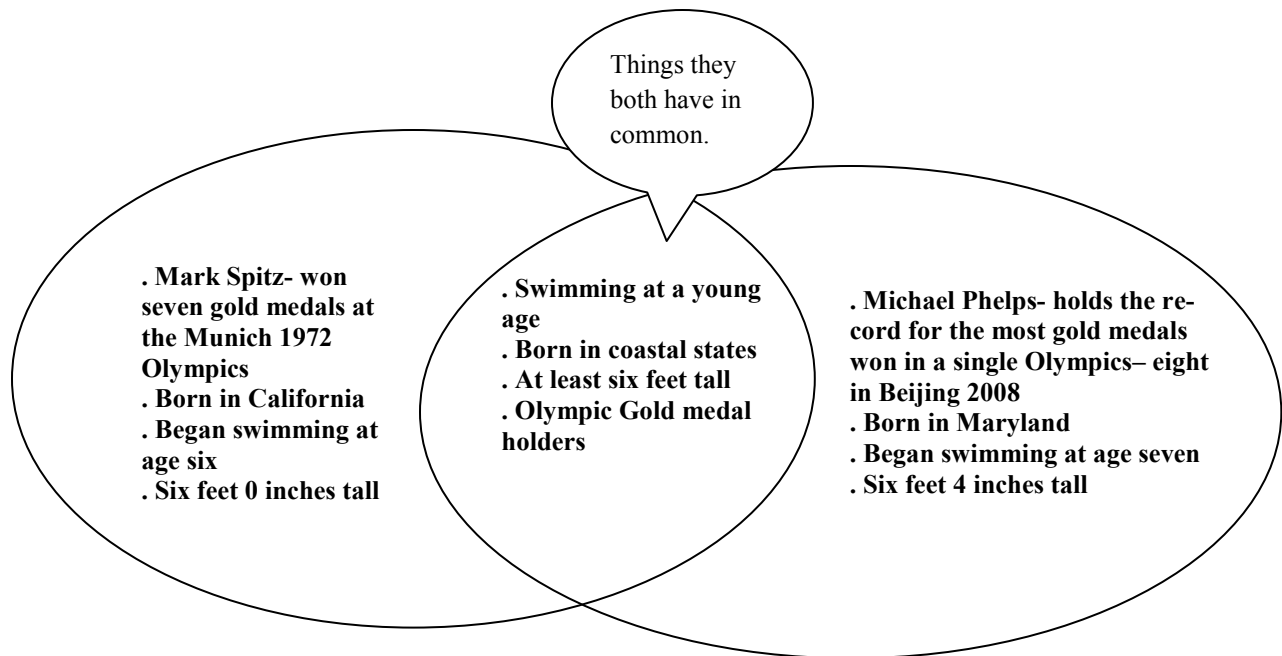 Things they
both have in
common.
. Mark Spitz- won
seven gold medals at
the Munich 1972
Olympics
. Born in California
. Began swimming at
age six
. Six feet 0 inches tall
. Swimming at a young
age
. Born in coastal states
. At least six feet tall
. Olympic Gold medal
holders
. Michael Phelps- holds the re-
cord for the most gold medals
won in a single Olympics– eight
in Beijing 2008
. Born in Maryland
. Began swimming at age seven
. Six feet 4 inches tall